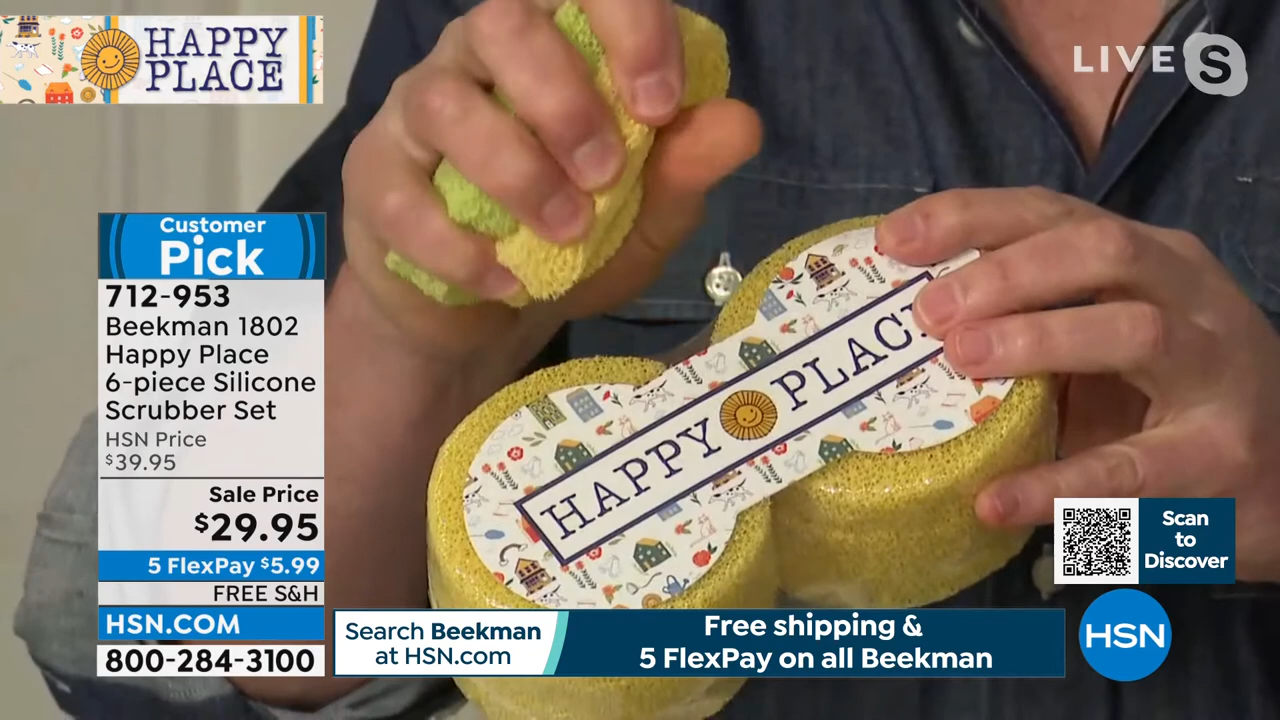 HAPPY
PLACE
LIVE S
Customer
Pick
712-953
Beekman 1802
Happy Place
6-piece Silicone
Scrubber Set
HSN Price
$39.95
Sale Price
$29.95
5 FlexPay $5.99
FREE S&H
HSN.COM
800-284-3100
HAPPY PLAC
Scan
to
Discover
Search Beekman
at HSN.com
Free shipping &
5 FlexPay on all Beekman
HSN